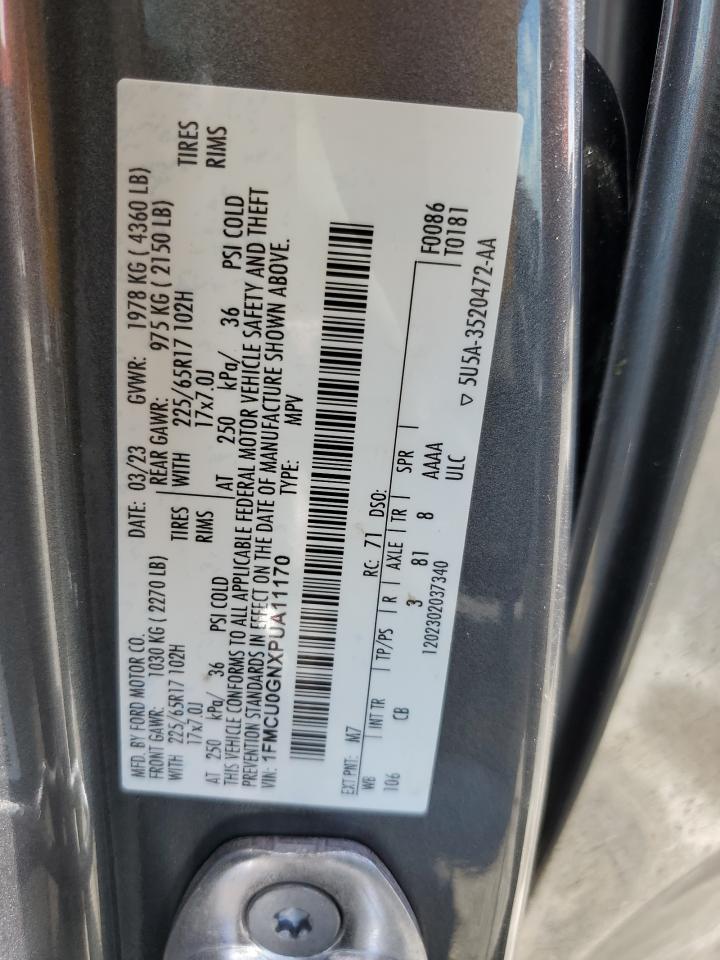 MFD. BY FORD MOTOR CO. DATE: 03/23 GVWR: 1978 KG ( 4360 LB)
FRONT GAWR: 1030 KG ( 2270 LB) REAR GAWR: 975 KG ( 2150 LB)
WITH 225/65R17 102H TIRES WITH 225/65R17 102H TIRES
17x7.0J RIMS 17x7.0J RIMS
AT 250 kPa/ 36 PSI COLD AT 250 kPa/ 36 PSI COLD
THIS VEHICLE CONFORMS TO ALL APPLICABLE FEDERAL MOTOR VEHICLE SAFETY AND THEFT
PREVENTION STANDARDS IN EFFECT ON THE DATE OF MANUFACTURE SHOWN ABOVE.
VIN: 1FMCU0GNXPUA11170 TYPE: MPV
EXT PNT: M7 RC: 71 DSO:
WB INT TR TP/PS R AXLE TR SPR F0086
106 CB 3 81 8 AAAA T0181
ULC
1202302037340 5U5A-3520472-AA